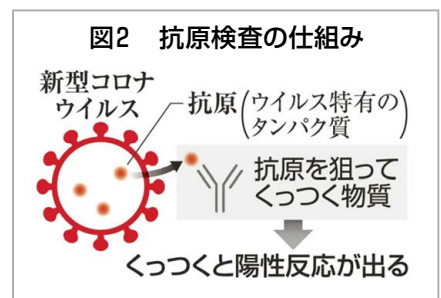 図2 抗原検査の仕組み
新型コロナ
ウイルス
抗原(ウイルス特有の
タンパク質)
抗原を狙って
くっつく物質
くっつくと陽性反応が出る